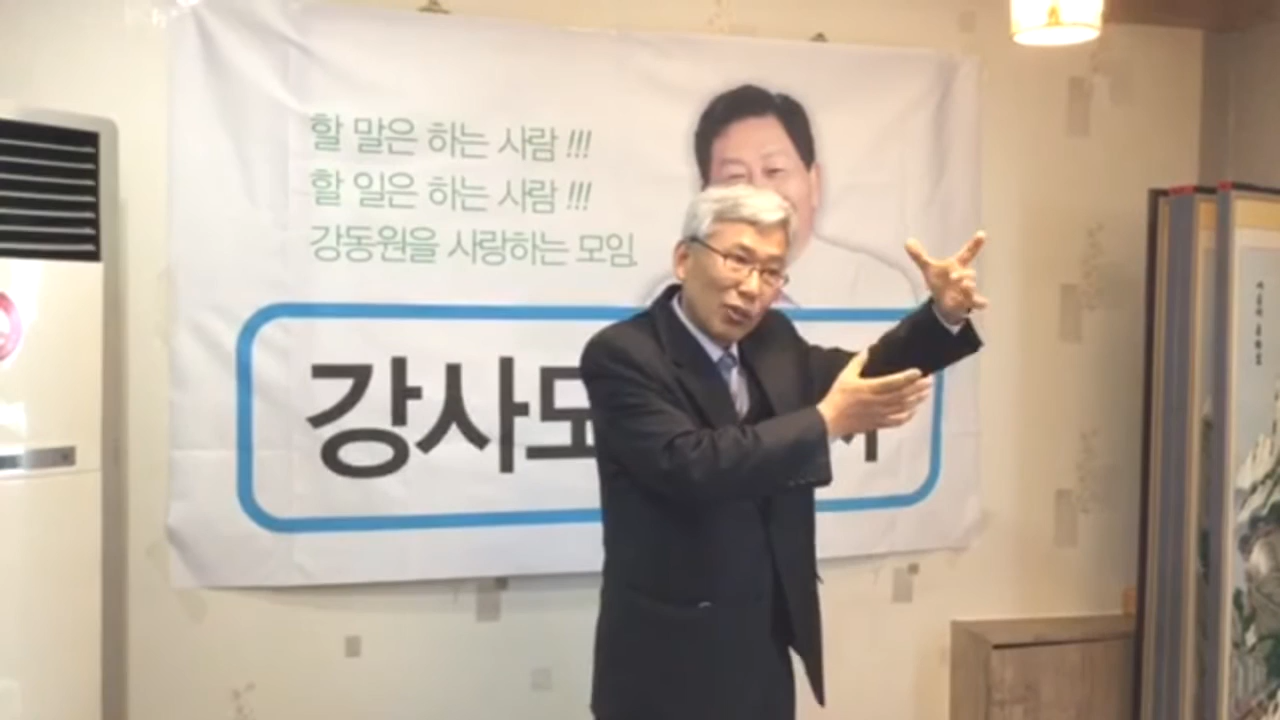 할 말은 하는 사람 !!!
할 일은 하는 사람 !!!
강동원을 사랑하는 모임.
강사모